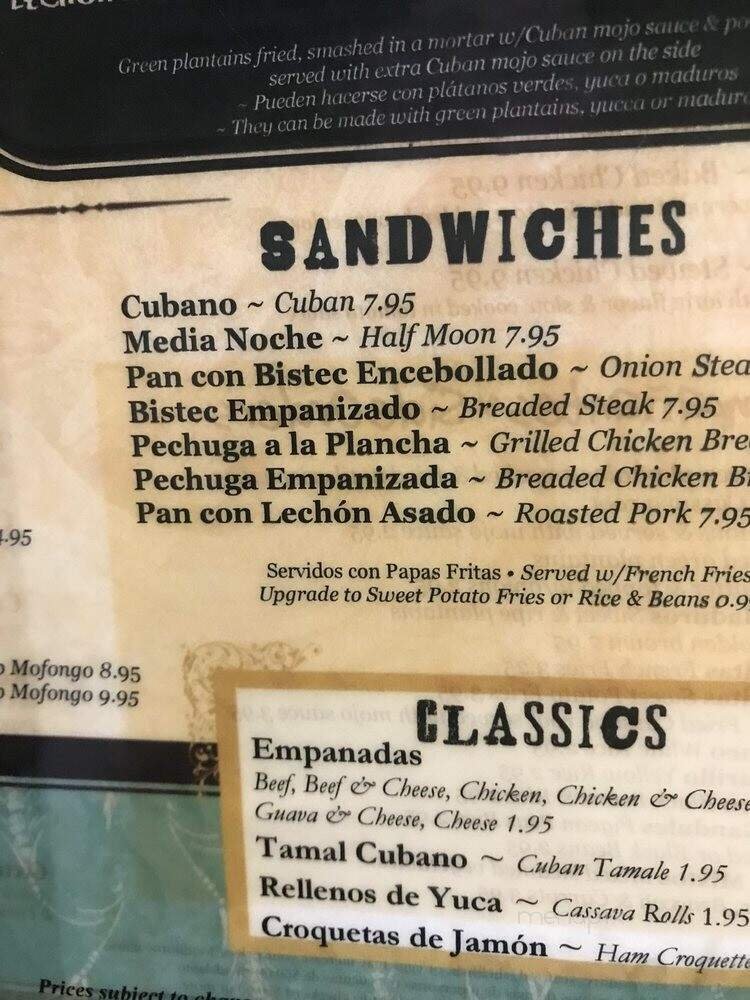 Green plantains fried, smashed in a mortar w/Cuban mojo sauce &
served with extra Cuban mojo sauce on the side
~ Pueden hacerse con plátanos verdes, yuca o maduros
~ They can be made with green plantains, yucca or
SANDWICHES
Cubano ~ Cuban 7.95
Media Noche ~ Half Moon 7.95
Pan con Bistec Encebollado ~ Onion
Bistec Empanizado ~ Breaded Steak 7.95
Pechuga a la Plancha ~ Grilled Chicken
Pechuga Empanizada ~ Breaded Chicken
Pan con Lechón Asado ~ Roasted Pork 7.95
Servidos con Papas Fritas • Served w/French Fries
Upgrade to Sweet Potato Fries or Rice & Beans
Mofongo 8.95
Mofongo 9.95
CLASSICS
Empanadas
Beef, Beef & Cheese, Chicken, Chicken & Cheese
Guava & Cheese, Cheese 1.95
Tamal Cubano ~ Cuban Tamale 1.95
Rellenos de Yuca ~ Cassava Rolls 1.95
Croquetas de Jamón ~ Ham
Prices subject to